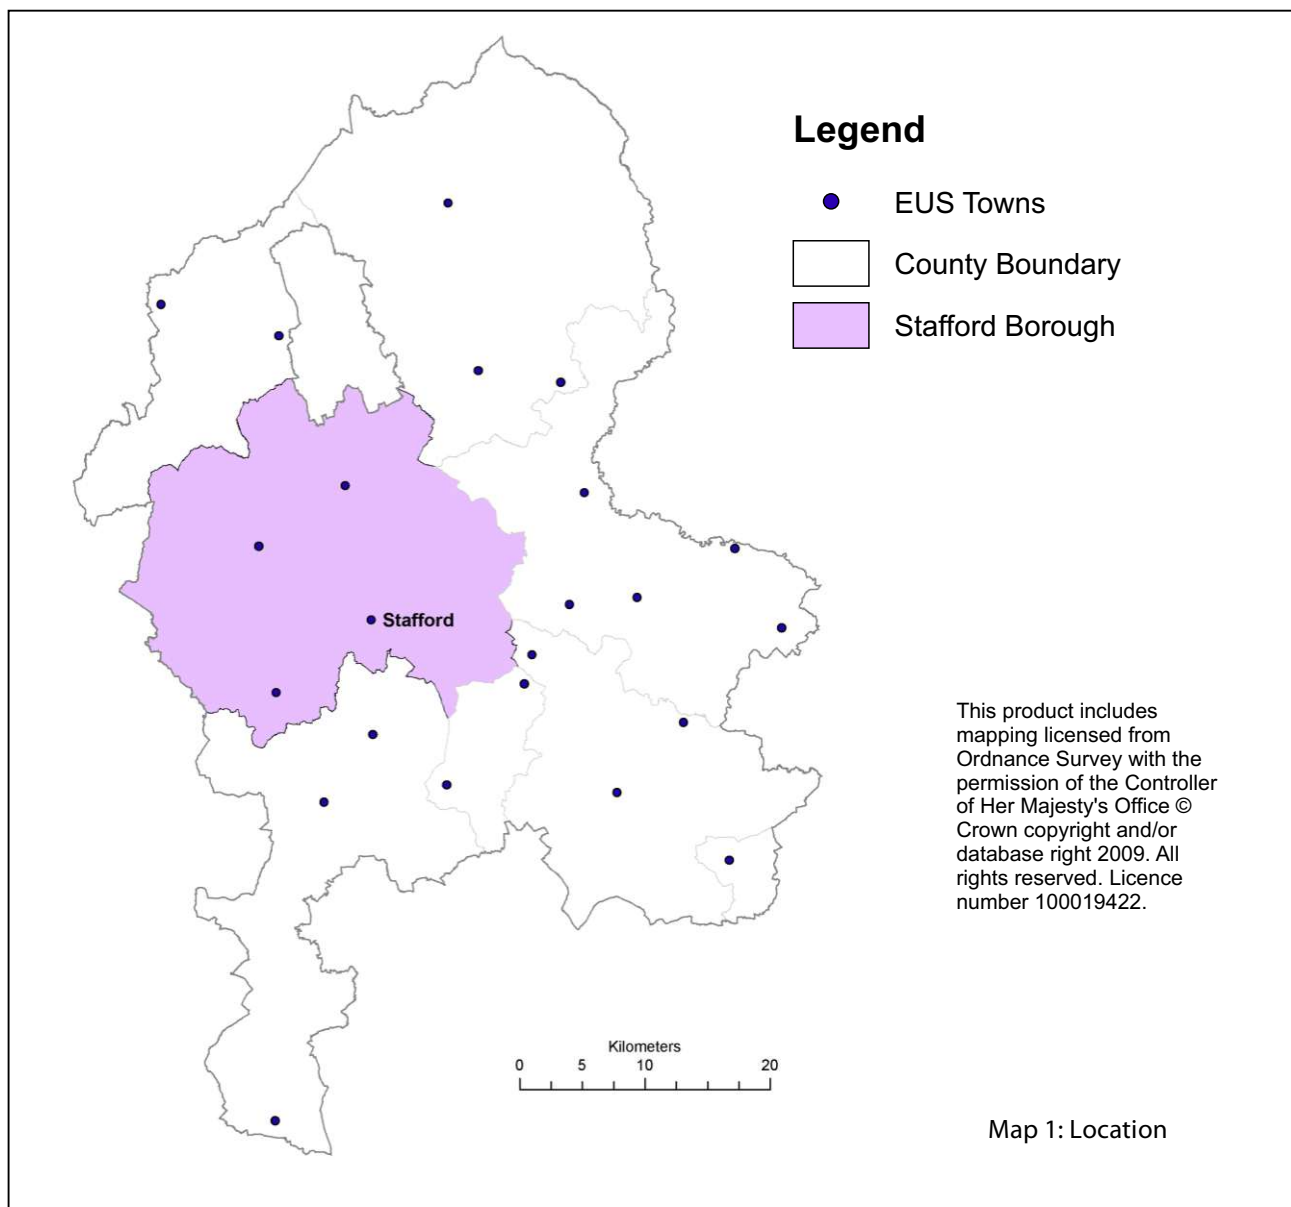 Legend
EUS Towns
County Boundary
Stafford Borough
Stafford
This product includes
mapping licensed from
Ordnance Survey with the
permission of the Controller
of Her Majesty's Office ©
Crown copyright and/or
database right 2009. All
rights reserved. Licence
number 100019422.
Kilometers
0 5 10 20
Map 1: Location